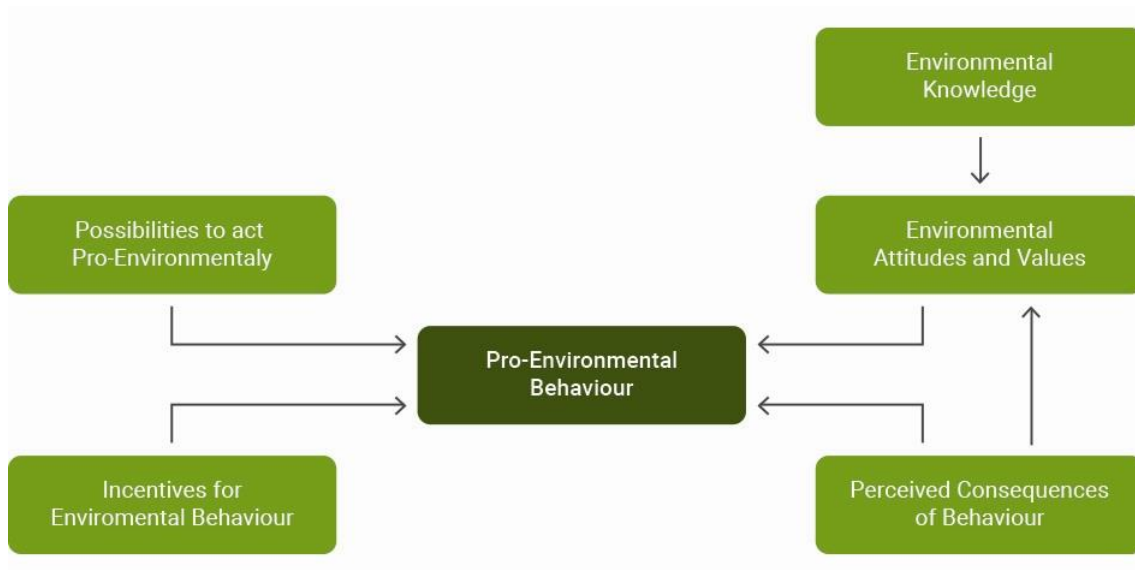 Environmental
Knowledge
Possibilities to act
Pro-Environmentaly
Environmental
Attitudes and Values
Pro-Environmental
Behaviour
Incentives for
Enviromental Behaviour
Perceived Consequences
of Behaviour